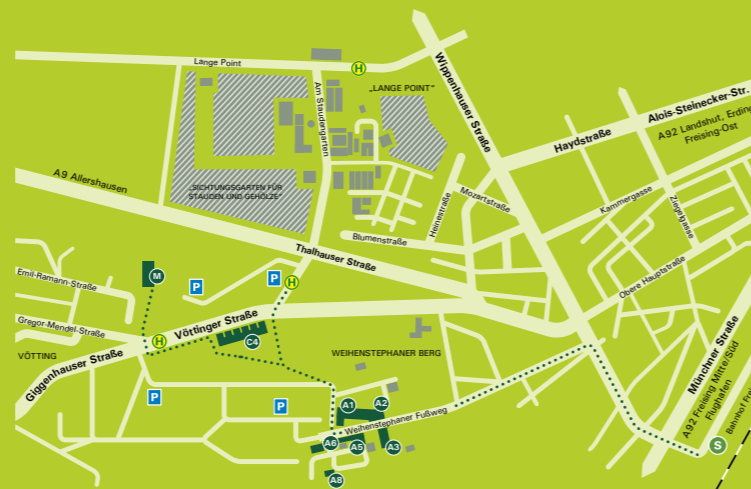 Lange Point
H
Am Staudengarten
„LANGE POINT"
Wippenhauser Straße
Haydstraße
Alois-Steinecker-Str.
A92 Landshut, Erding
Freising-Ost
A9 Allershausen
„SICHTUNGSGARTEN FÜR
STAUDEN UND GEHÖLZE"
Heinestraße
Mozartstraße
Kammergasse
Ziegelgasse
Blumenstraße
Thalhauser Straße
Obere Hauptstraße
Emil-Ramann-Straße
M
P
P
H
Gregor-Mendel-Straße
H
Vöttinger Straße
C4
VÖTTING
Giggenhauser Straße
WEIHENSTEPHANER BERG
Münchner Straße
A92 Freising Mitte/Süd
Flughafen
Bahnhof
P
P
A1
A2
Weihenstephaner Fußweg
A6
A5
A3
A8
S